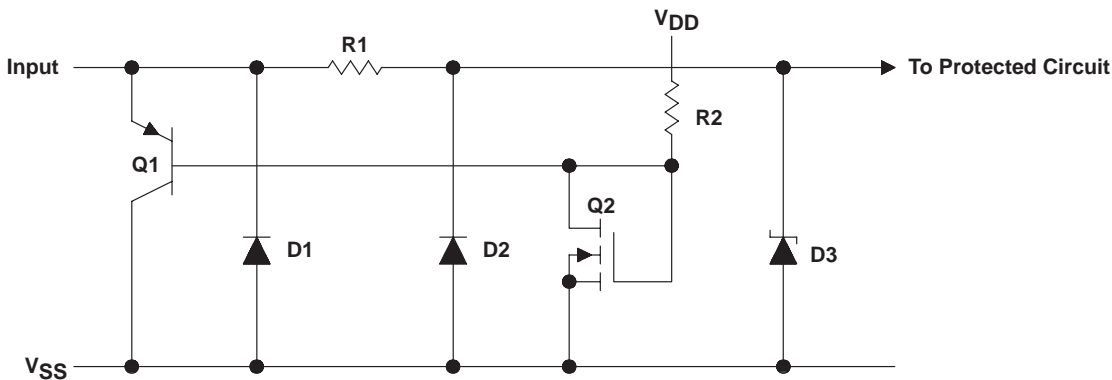 VDD
R1
Input
To Protected Circuit
R2
Q1
Q2
D1
D2
D3
VSS